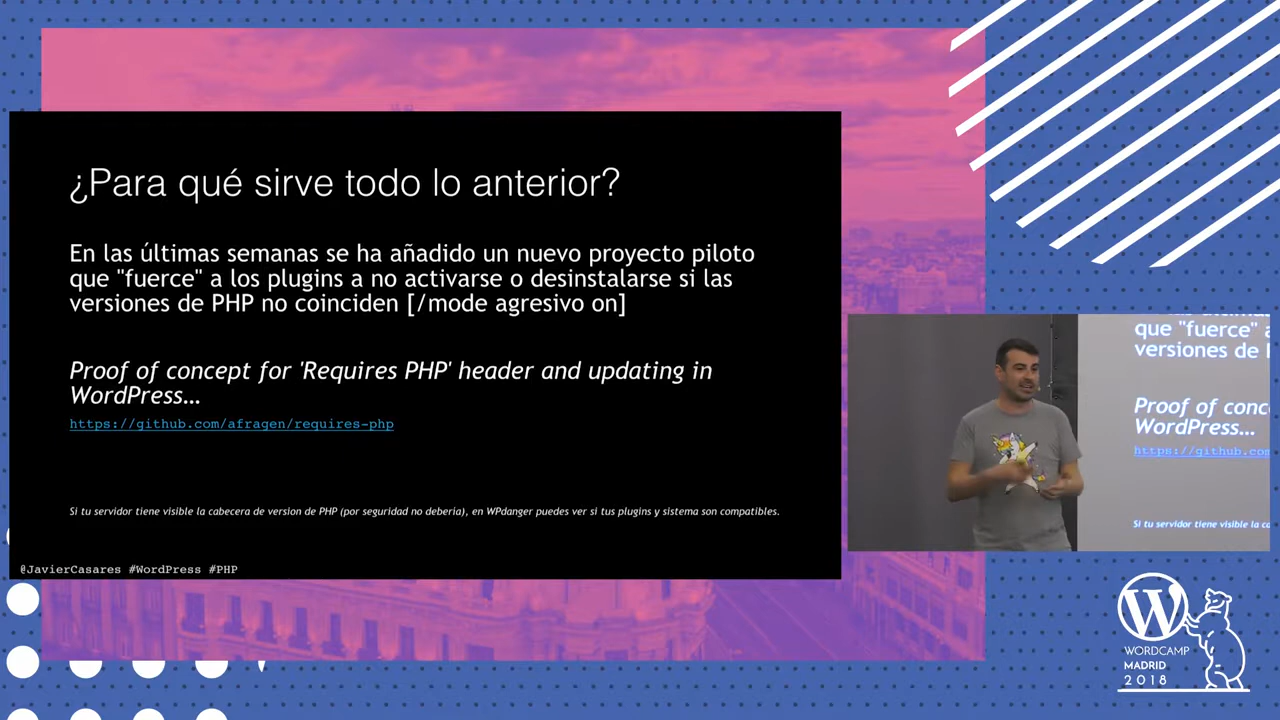 ¿Para qué sirve todo lo anterior?
En las últimas semanas se ha añadido un nuevo proyecto piloto
que "fuerce" a los plugins a no activarse o desinstalarse si las
versiones de PHP no coinciden [/mode agresivo on]
Proof of concept for 'Requires PHP' header and updating in
WordPress…
https://github.com/afragen/requires-php
Si tu servidor tiene visible la cabecera de version de PHP (por seguridad no deberia), en WPdanger puedes ver si tus plugins y sistema son compatibles.
@JavierCasares #WordPress #PHP
que "fuerce" a
versiones de
Proof of conc
WordPress…
https://github.com
Si tu servidor tiene visible la
WORDCAMP
MADRID
2018